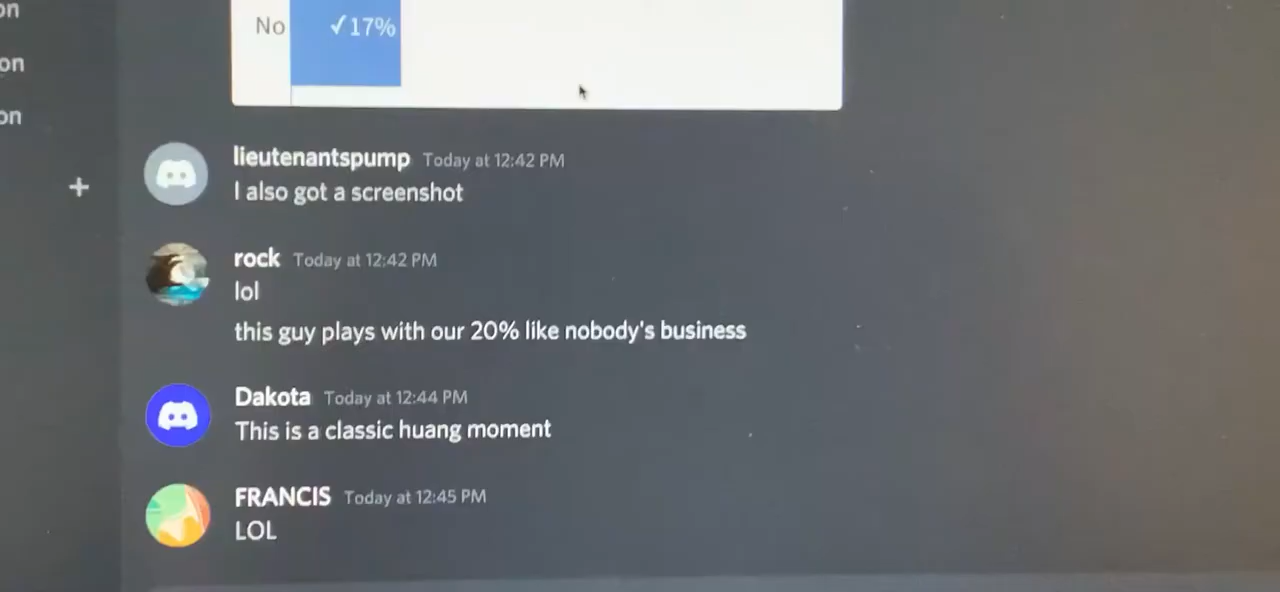 on
on
on
No ✓17%
lieutenantspump Today at 12:42 PM
I also got a screenshot
rock Today at 12:42 PM
lol
this guy plays with our 20% like nobody's business
Dakota Today at 12:44 PM
This is a classic huang moment
FRANCIS Today at 12:45 PM
LOL